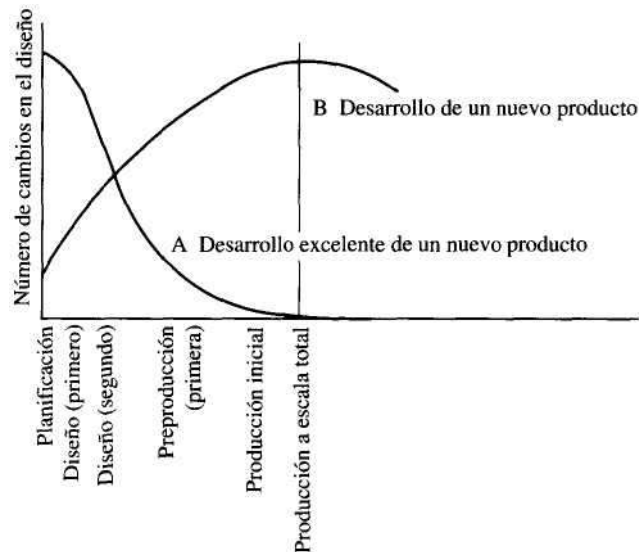 Número de cambios en el diseño
B Desarrollo de un nuevo producto
A Desarrollo excelente de un nuevo producto
Planificación
Diseño (primero)
Diseño (segundo)
Preproducción
(primera)
Producción inicial
Producción a escala total